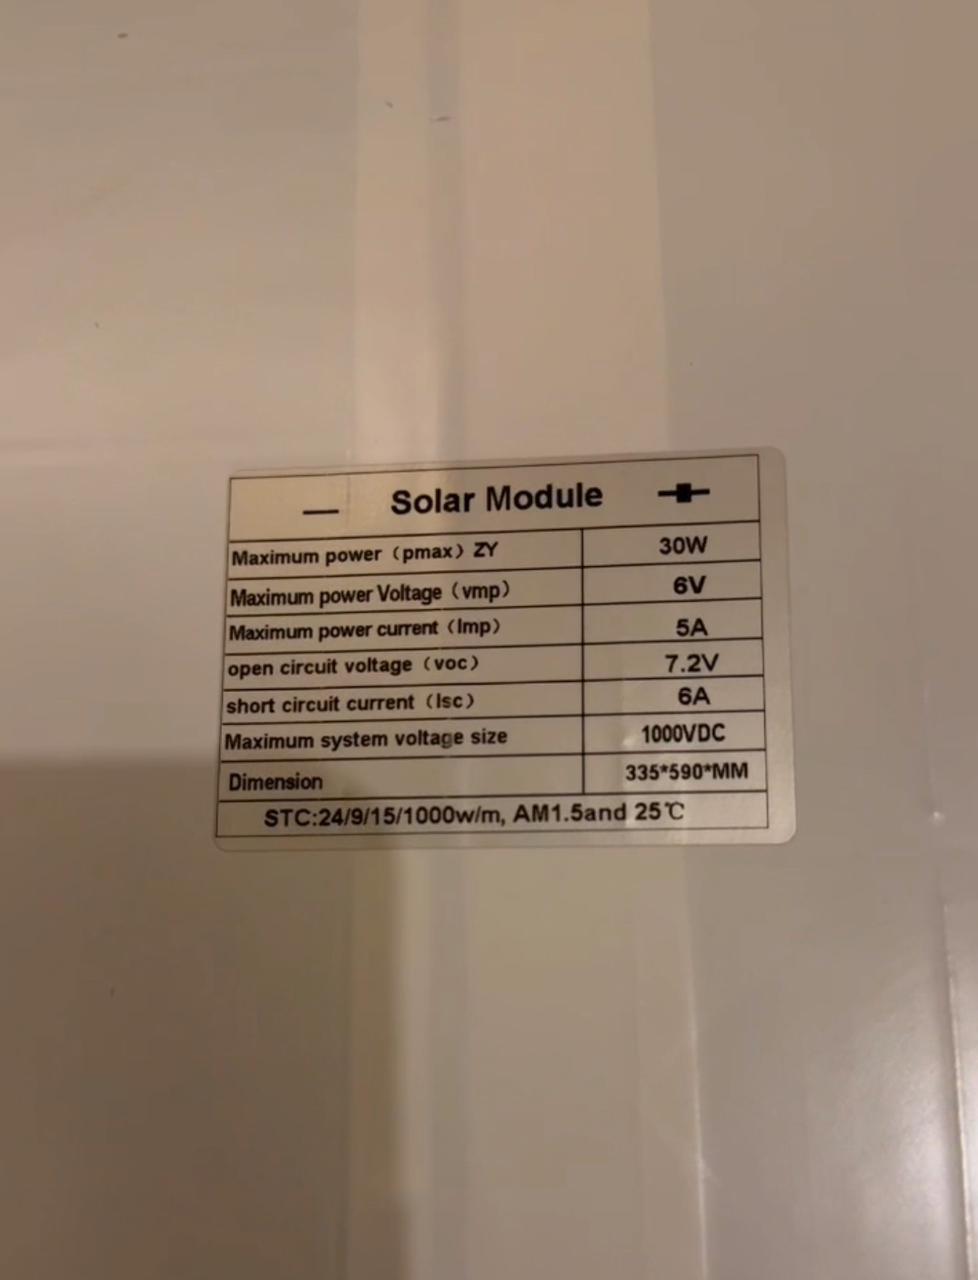 Solar Module
Maximum power (pmax) ZY 30W
Maximum power Voltage (vmp) 6V
Maximum power current (Imp) 5A
open circuit voltage (voc) 7.2V
short circuit current (Isc) 6A
Maximum system voltage size 1000VDC
Dimension 335*590*MM
STC:24/9/15/1000w/m, AM1.5and 25℃